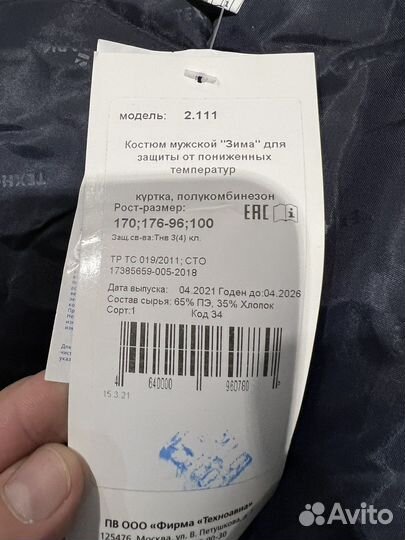 модель: 2.111
Костюм мужской "Зима" для
защиты от пониженных
температур
куртка, полукомбинезон
Рост-размер:
170;176-96;100
EAC
Защ.св-ва:Тнв 3(4) кл.
ТР ТС 019/2011; СТО
17385659-005-2018
Дата выпуска: 04.2021 Годен до:04.2026
Состав сырья: 65% ПЭ, 35% Хлопок
Сорт:1 Код 34
4 640000 960760
15.3.21
ПВ ООО «Фирма «Техноавиа»
125476, Москва, ул. В. Петушкова,
Avito